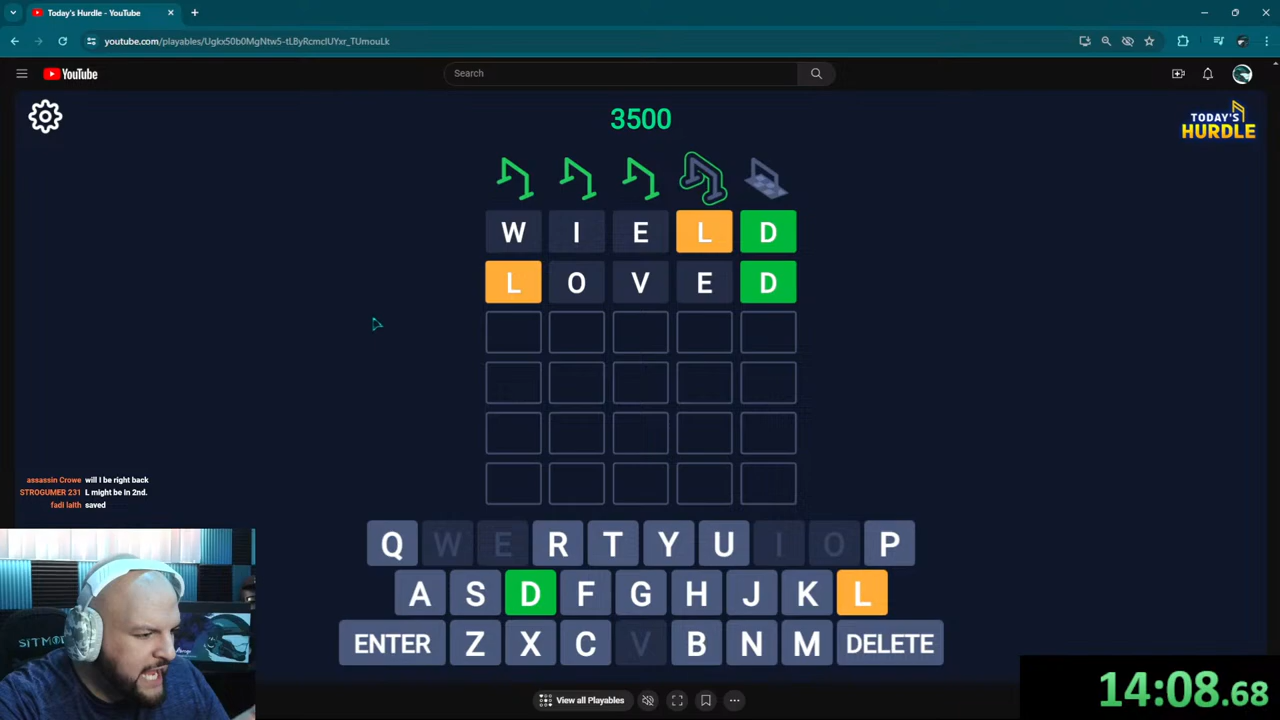 Today's Hurdle - YouTube
youtube.com/playables/Ugkx50b0MgNtw5-tLByRcmcIUYxr_TUmouLk
YouTube
Search
3500
TODAY'S
HURDLE
W I E L D
L O V E D
assassin Crowe will I be right back
STROGUMER 231 L might be in 2nd.
fadi laith saved
Q W E R T Y U I O P
A S D F G H J K L
ENTER Z X C V B N M DELETE
View all Playables
14:08.68